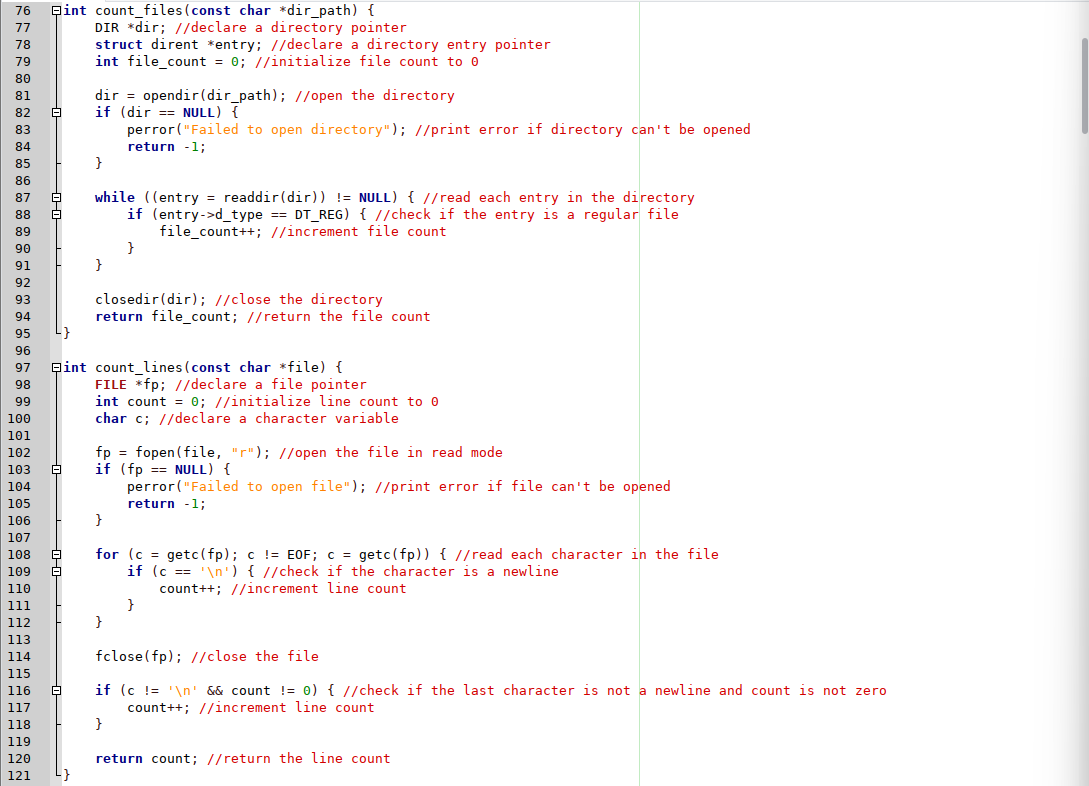 76 int count_files(const char *dir_path) {
77     DIR *dir; //declare a directory pointer
78     struct dirent *entry; //declare a directory entry pointer
79     int file_count = 0; //initialize file count to 0
80
81     dir = opendir(dir_path); //open the directory
82     if (dir == NULL) {
83         perror("Failed to open directory"); //print error if directory can't be opened
84         return -1;
85     }
86
87     while ((entry = readdir(dir)) != NULL) { //read each entry in the directory
88         if (entry->d_type == DT_REG) { //check if the entry is a regular file
89             file_count++; //increment file count
90         }
91     }
92
93     closedir(dir); //close the directory
94     return file_count; //return the file count
95 }
96
97 int count_lines(const char *file) {
98     FILE *fp; //declare a file pointer
99     int count = 0; //initialize line count to 0
100     char c; //declare a character variable
101
102     fp = fopen(file, "r"); //open the file in read mode
103     if (fp == NULL) {
104         perror("Failed to open file"); //print error if file can't be opened
105         return -1;
106     }
107
108     for (c = getc(fp); c != EOF; c = getc(fp)) { //read each character in the file
109         if (c == '\n') { //check if the character is a newline
110             count++; //increment line count
111         }
112     }
113
114     fclose(fp); //close the file
115
116     if (c != '\n' && count != 0) { //check if the last character is not a newline and count is not zero
117         count++; //increment line count
118     }
119
120     return count; //return the line count
121 }